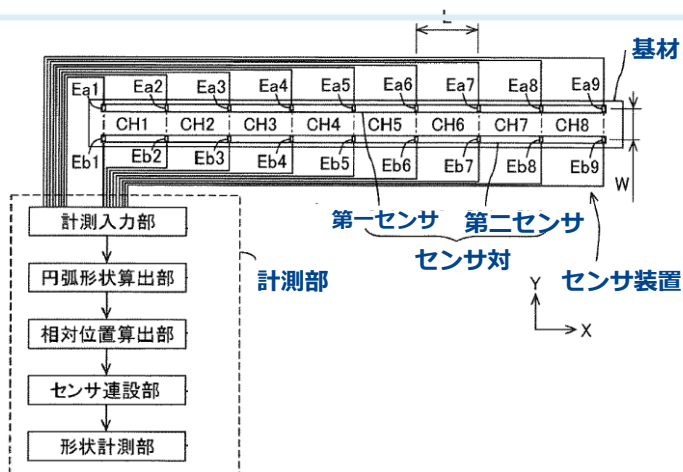 L
基材
Ea1 Ea2 Ea3 Ea4 Ea5 Ea6 Ea7 Ea8 Ea9
CH1 CH2 CH3 CH4 CH5 CH6 CH7 CH8
Eb1 Eb2 Eb3 Eb4 Eb5 Eb6 Eb7 Eb8 Eb9
W
第一センサ 第二センサ
センサ対
センサ装置
計測部
計測入力部
円弧形状算出部
相対位置算出部
センサ連設部
形状計測部
Y
X